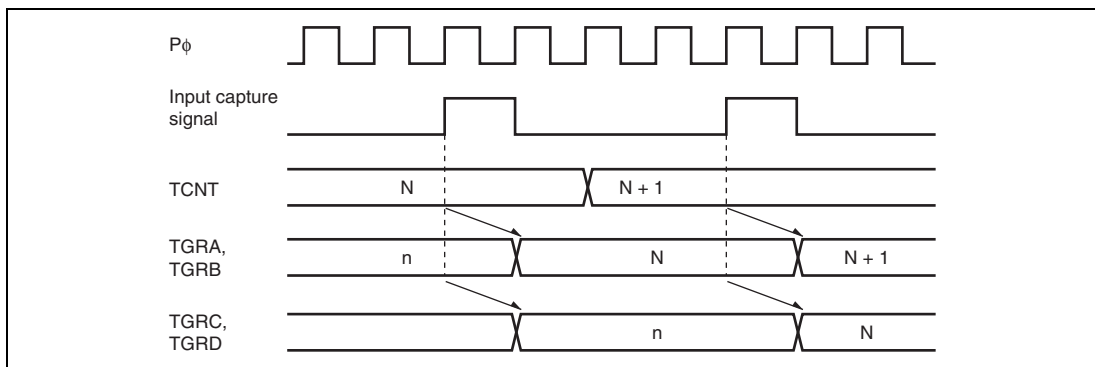 Pϕ
Input capture
signal
TCNT
N
N + 1
TGRA,
TGRB
n
N
N + 1
TGRC,
TGRD
n
N